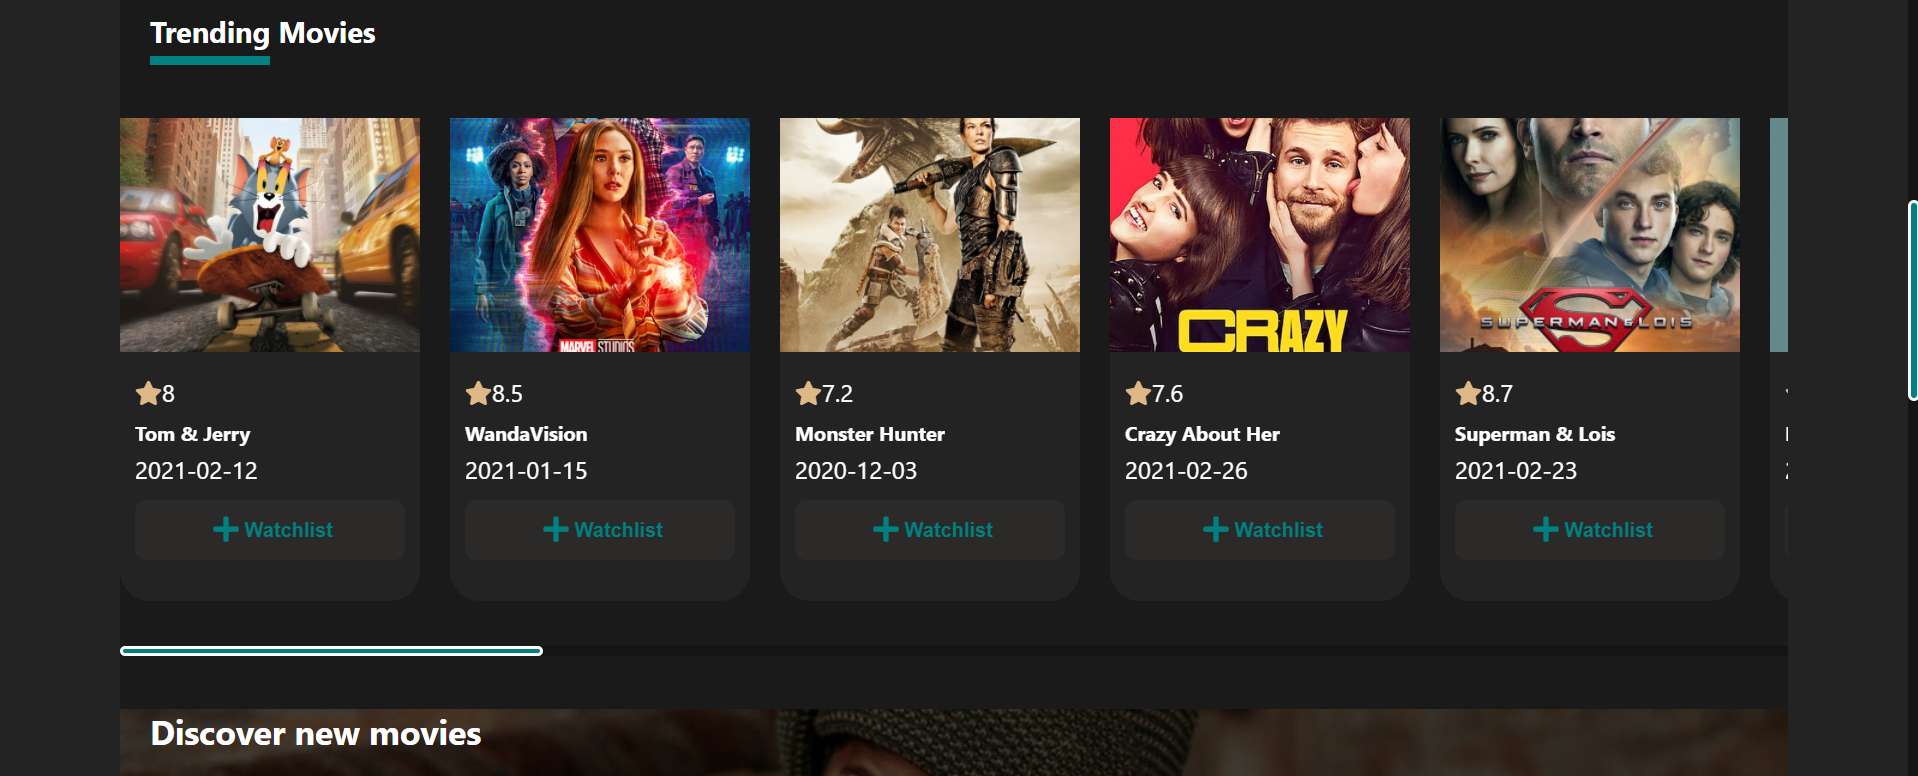 Trending Movies
MARVEL STUDIOS
CRAZY
SUPERMAN & LOIS
8
8.5
7.2
7.6
8.7
Tom & Jerry
WandaVision
Monster Hunter
Crazy About Her
Superman & Lois
2021-02-12
2021-01-15
2020-12-03
2021-02-26
2021-02-23
Watchlist
Watchlist
Watchlist
Watchlist
Watchlist
Discover new movies